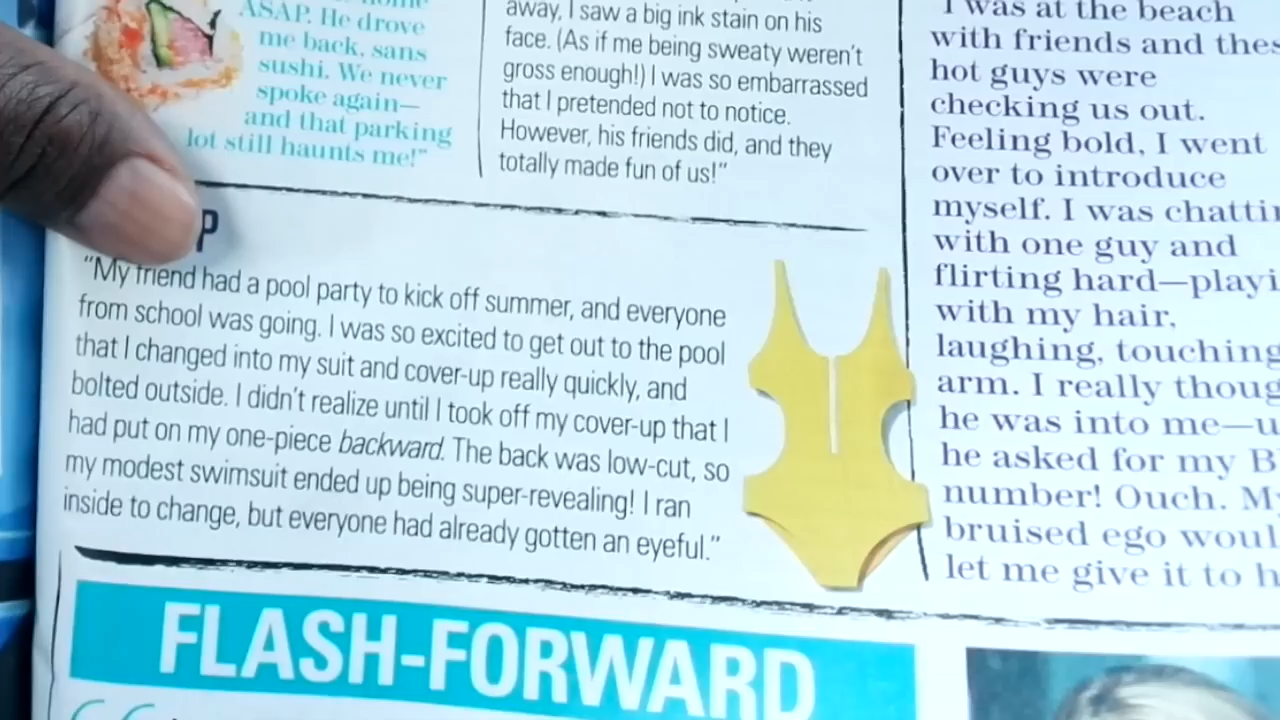 ASAP. He drove
me back, sans
sushi. We never
spoke again—
and that parking
lot still haunts me!"
away, I saw a big ink stain on his
face. (As if me being sweaty weren't
gross enough!) I was so embarrassed
that I pretended not to notice.
However, his friends did, and they
totally made fun of us!"
P
"My friend had a pool party to kick off summer, and everyone
from school was going. I was so excited to get out to the pool
that I changed into my suit and cover-up really quickly, and
bolted outside. I didn't realize until I took off my cover-up that I
had put on my one-piece backward. The back was low-cut, so
my modest swimsuit ended up being super-revealing! I ran
inside to change, but everyone had already gotten an eyeful."
I was at the beach
with friends and thes
hot guys were
checking us out.
Feeling bold, I went
over to introduce
myself. I was chattin
with one guy and
flirting hard—playi
with my hair,
laughing, touching
arm. I really thoug
he was into me—u
he asked for my B
number! Ouch. M
bruised ego woul
let me give it to h
FLASH-FORWARD